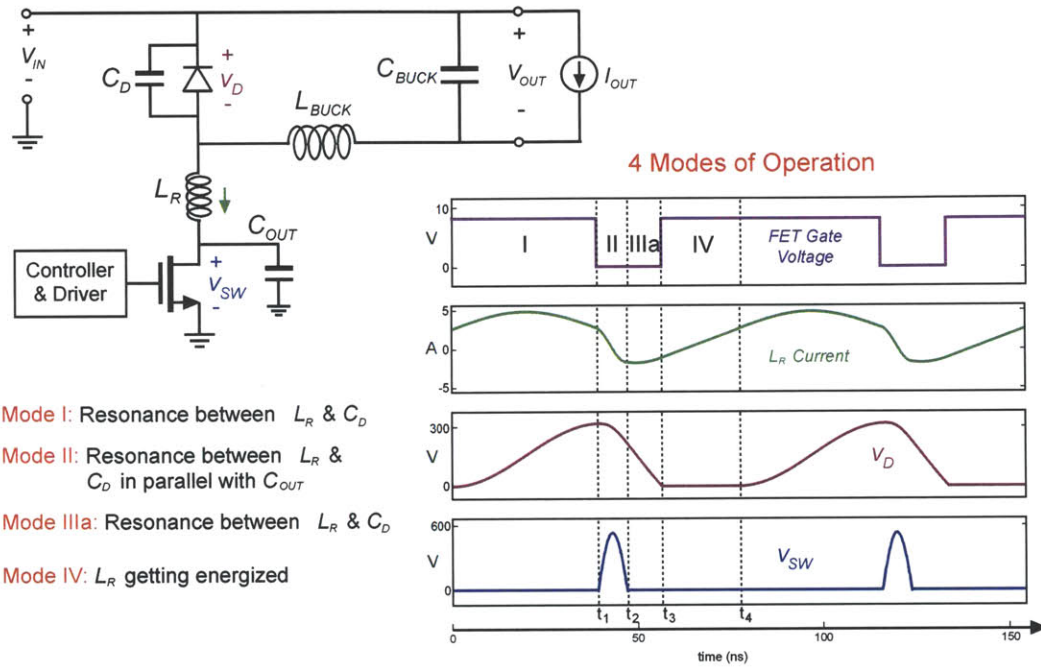 +
V_IN
-
C_D
+
V_D
-
L_BUCK
C_BUCK
+
V_OUT
-
I_OUT
L_R
C_OUT
Controller
& Driver
+
V_SW
-
Mode I: Resonance between L_R & C_D
Mode II: Resonance between L_R &
C_D in parallel with C_OUT
Mode IIIa: Resonance between L_R & C_D
Mode IV: L_R getting energized
4 Modes of Operation
10
V
0
I
II
IIIa
IV
FET Gate
Voltage
5
A
0
-5
L_R Current
300
V
0
V_D
600
V
0
V_SW
t_1
t_2
t_3
t_4
0
50
100
150
time (ns)